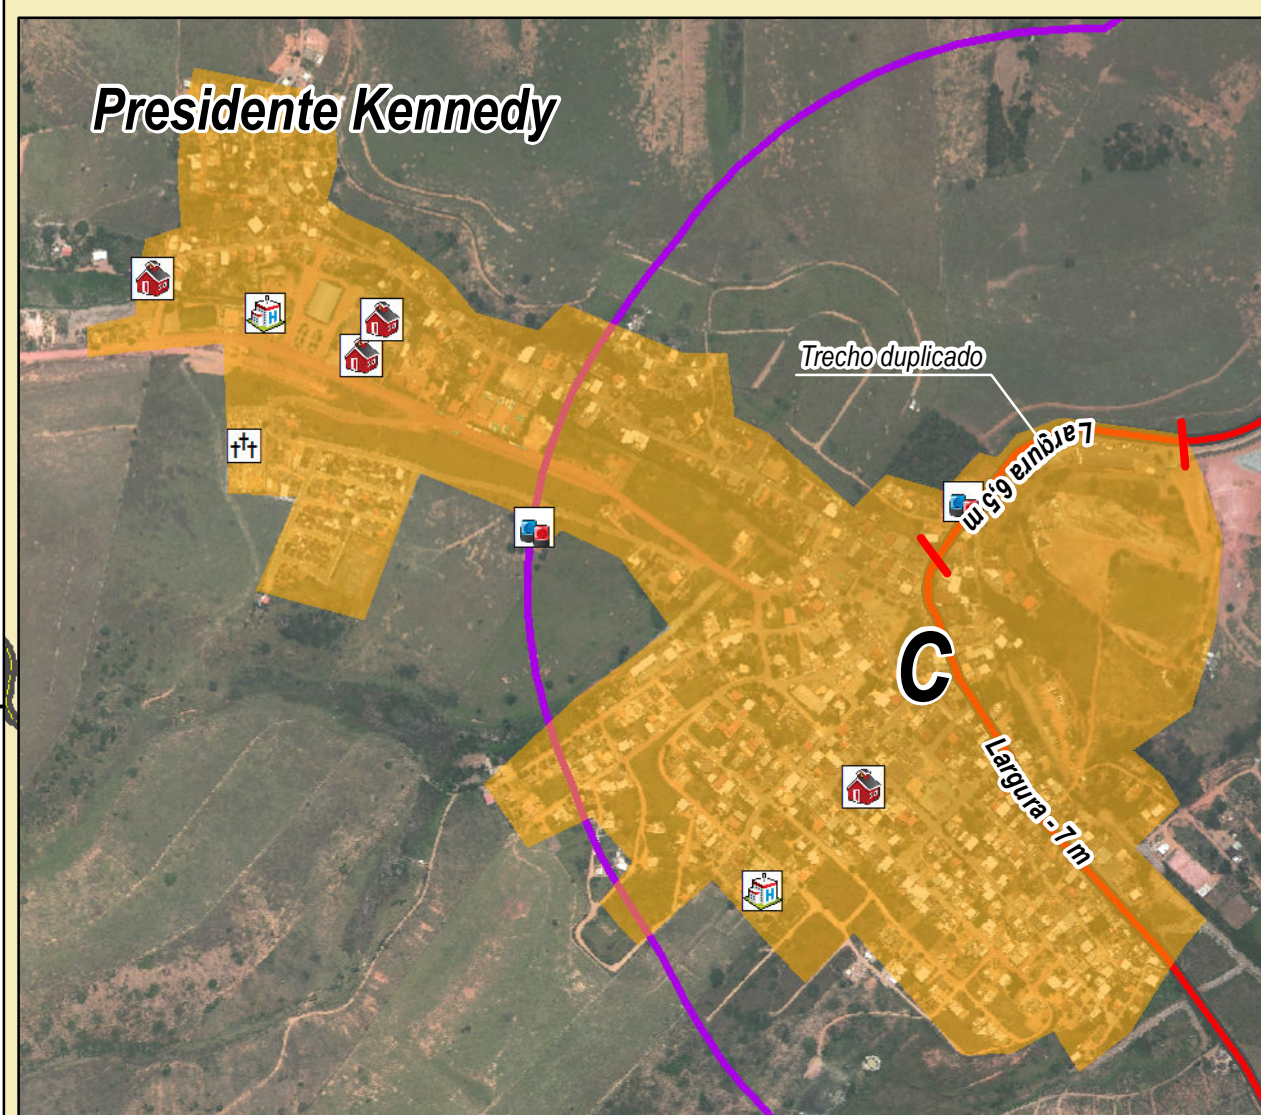 Presidente Kennedy
Trecho duplicado
Largura 6,5 m
C
Largura - 7 m